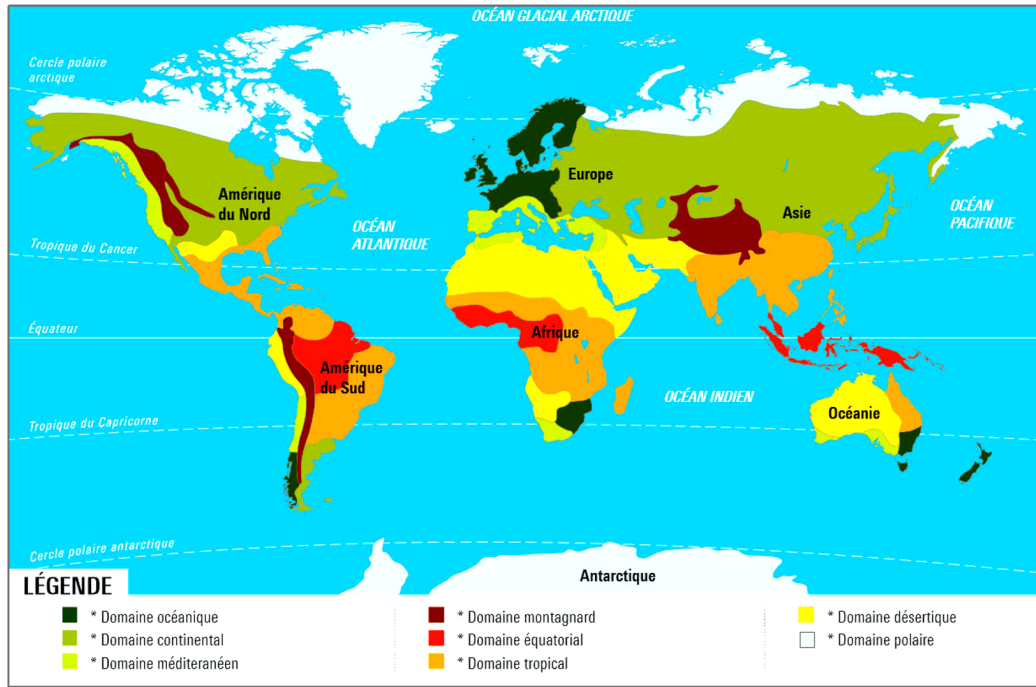 OCÉAN GLACIAL ARCTIQUE
Cercle polaire
arctique
Amérique
du Nord
Europe
Asie
OCÉAN
ATLANTIQUE
OCÉAN
PACIFIQUE
Tropique du Cancer
Équateur
Afrique
Amérique
du Sud
OCÉAN INDIEN
Océanie
Tropique du Capricorne
Cercle polaire antarctique
Antarctique
LÉGENDE
* Domaine océanique
* Domaine continental
* Domaine méditeranéen
* Domaine montagnard
* Domaine équatorial
* Domaine tropical
* Domaine désertique
* Domaine polaire